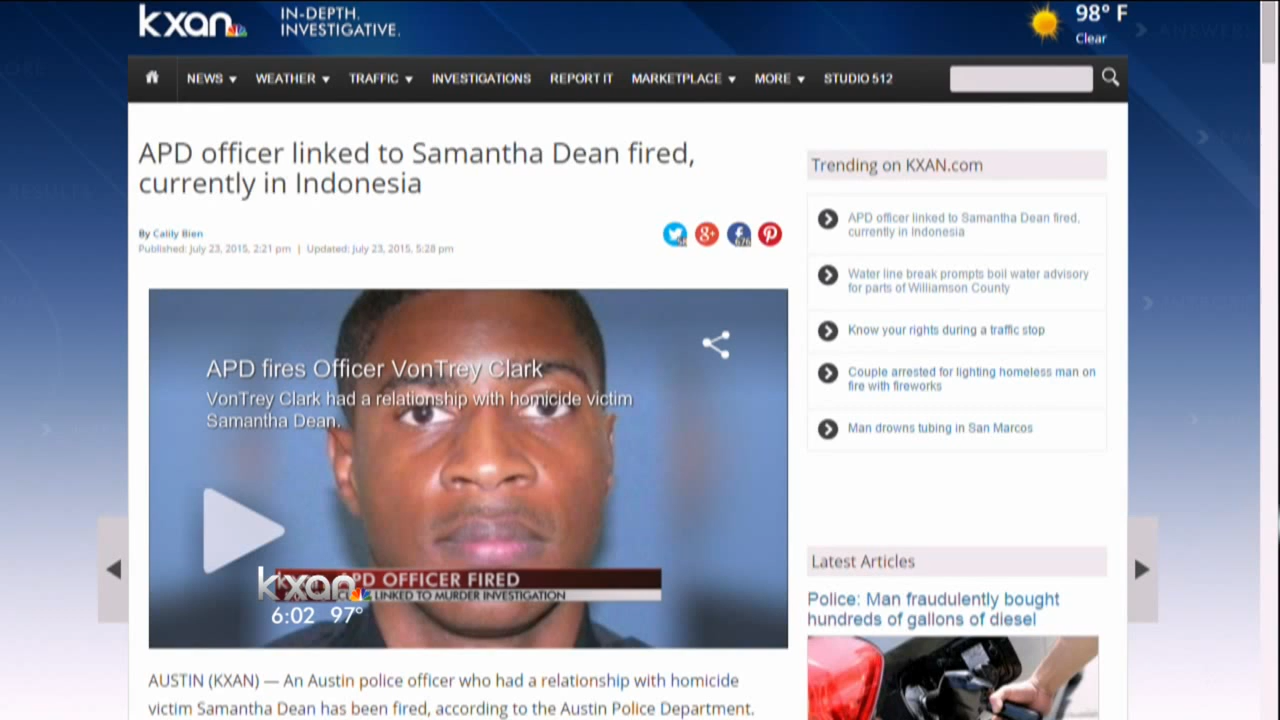 kxan
IN-DEPTH.
INVESTIGATIVE.
98° F
Clear
NEWS
WEATHER
TRAFFIC
INVESTIGATIONS
REPORT IT
MARKETPLACE
MORE
STUDIO 512
APD officer linked to Samantha Dean fired,
currently in Indonesia
By Calily Bien
Published: July 23, 2015, 2:21 pm | Updated: July 23, 2015, 5:28 pm
APD fires Officer VonTrey Clark
VonTrey Clark had a relationship with homicide victim
Samantha Dean.
kxan
PD OFFICER FIRED
LINKED TO MURDER INVESTIGATION
6:02 97°
AUSTIN (KXAN) — An Austin police officer who had a relationship with homicide
victim Samantha Dean has been fired, according to the Austin Police Department.
Trending on KXAN.com
APD officer linked to Samantha Dean fired,
currently in Indonesia
Water line break prompts boil water advisory
for parts of Williamson County
Know your rights during a traffic stop
Couple arrested for lighting homeless man on
fire with fireworks
Man drowns tubing in San Marcos
Latest Articles
Police: Man fraudulently bought
hundreds of gallons of diesel